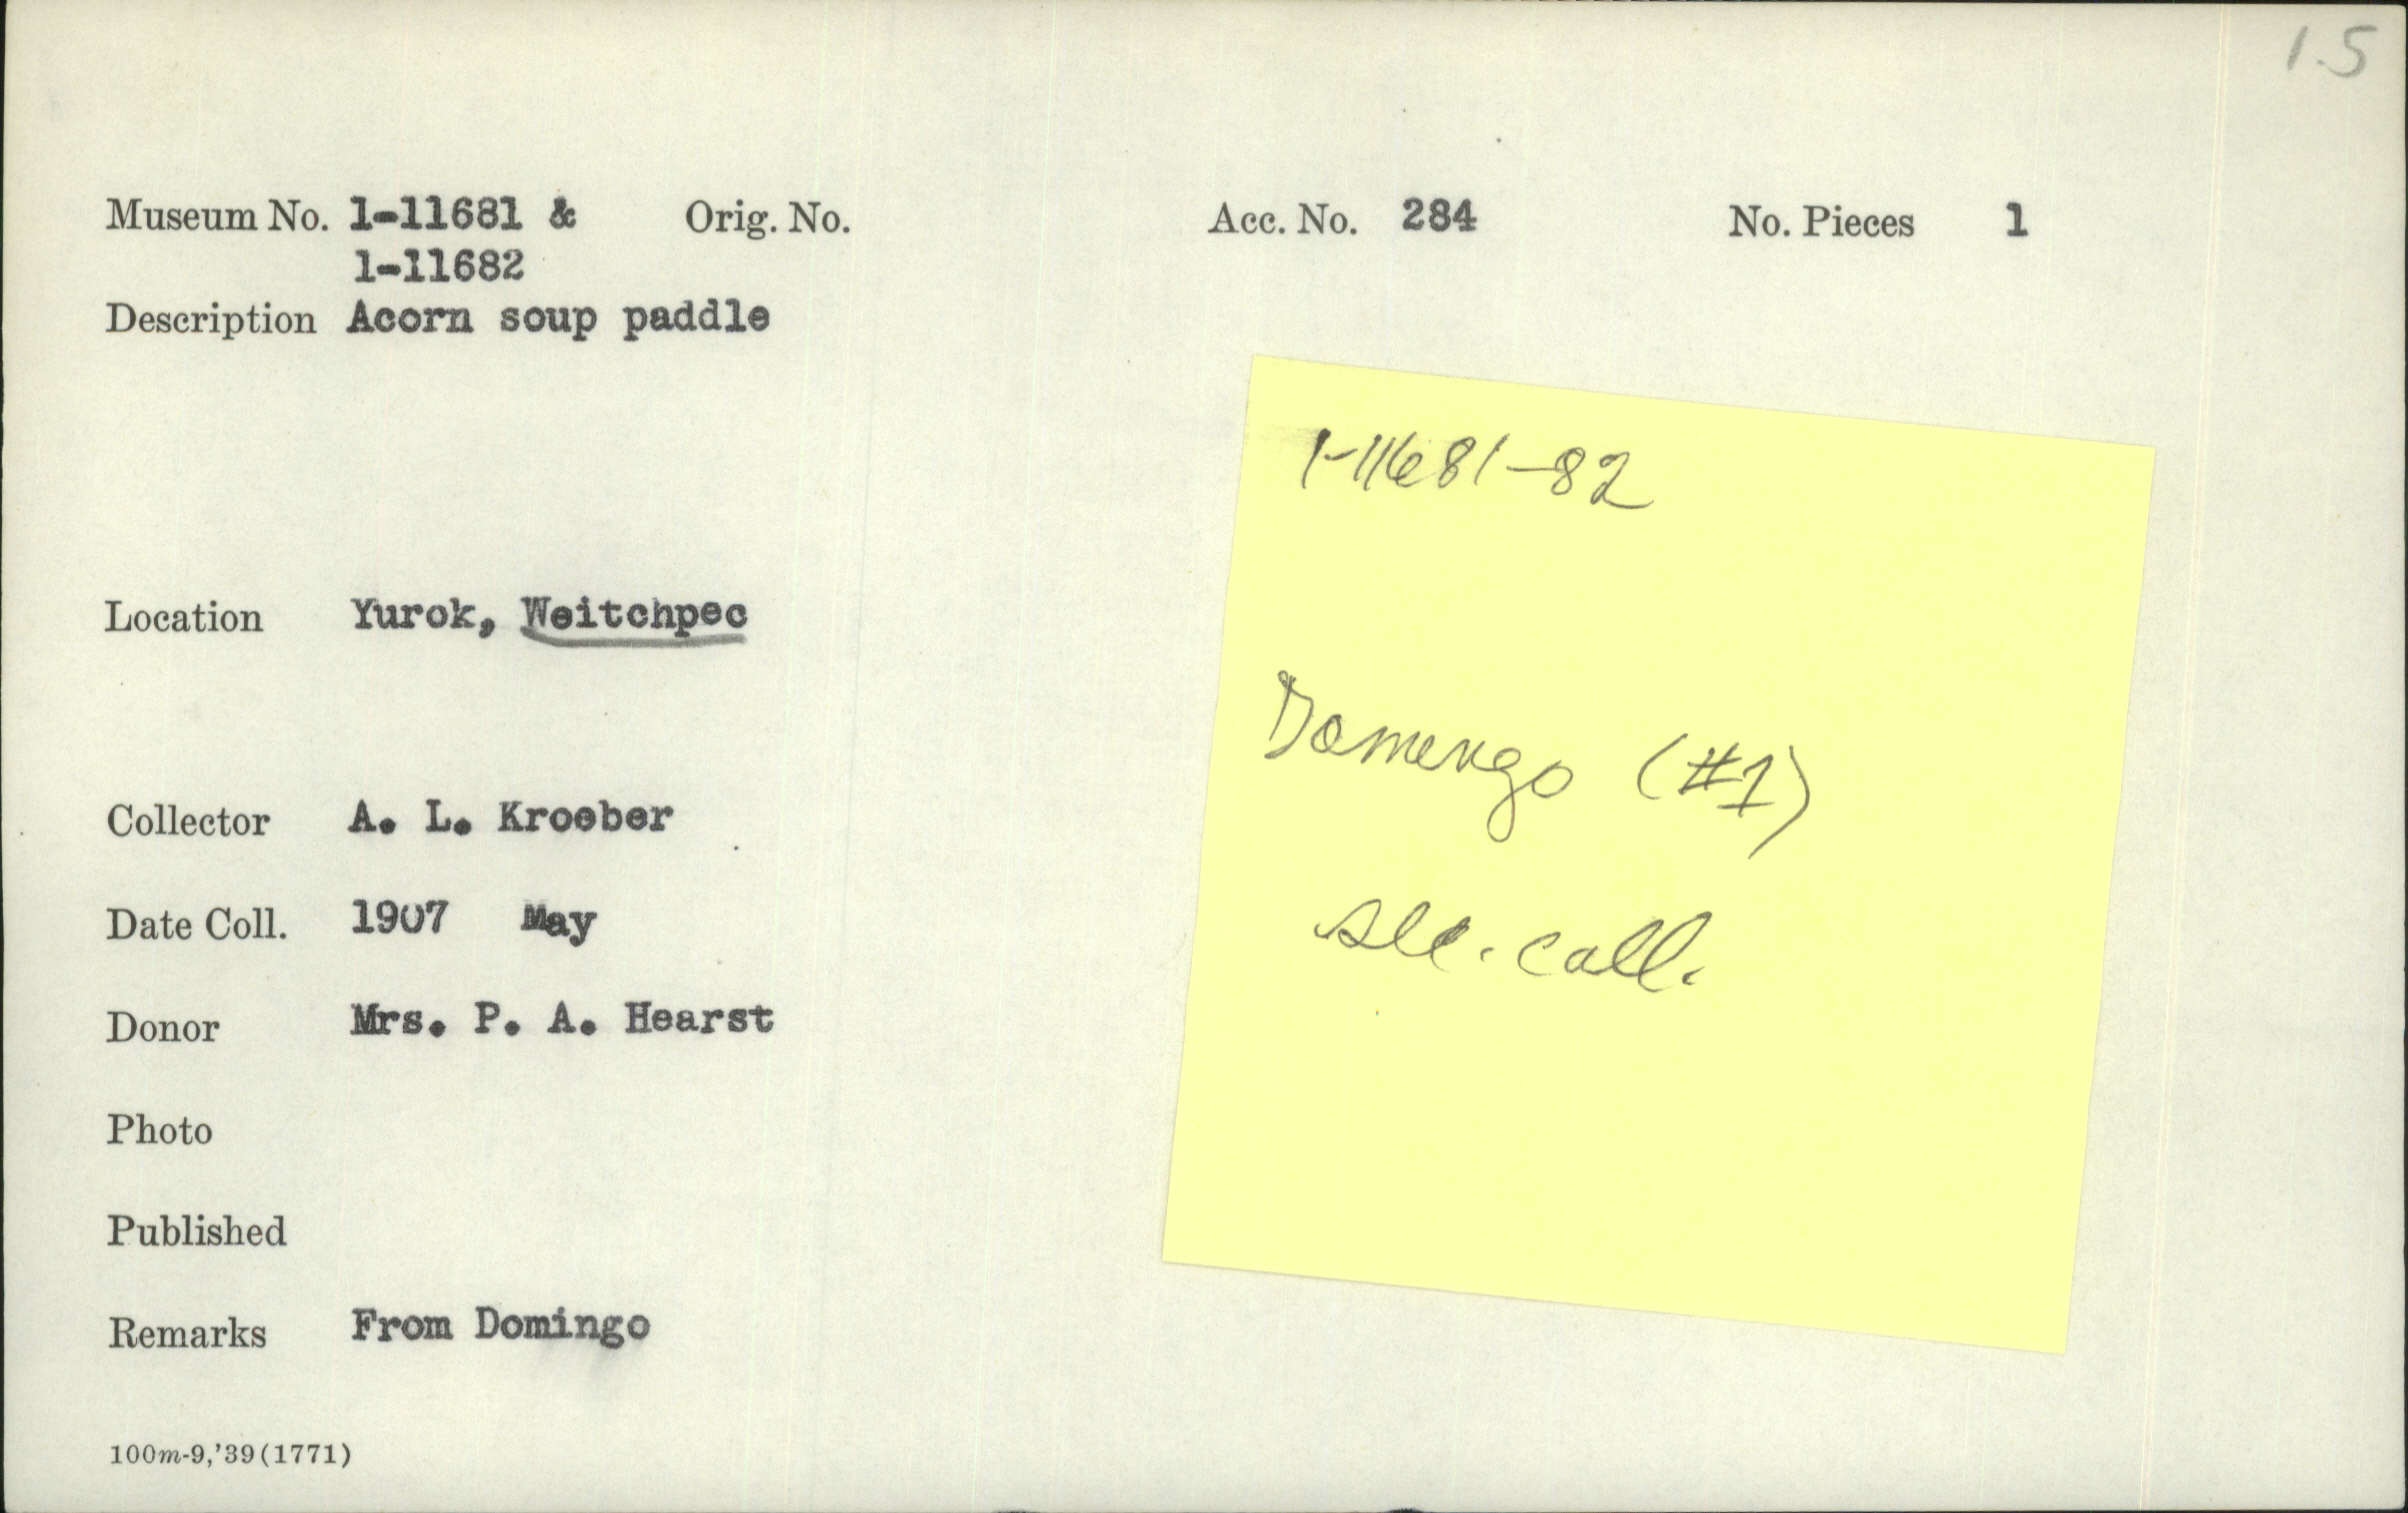 1.5
Museum No. 1-11681 & Orig. No. Acc. No. 284 No. Pieces 1
1-11682
Description Acorn soup paddle
Location Yurok, Weitchpec
Collector A. L. Kroeber
Date Coll. 1907 May
Donor Mrs. P. A. Hearst
Photo
Published
Remarks From Domingo
100m-9,'39(1771)
1-11681-82
Domengo (#1)
coll.